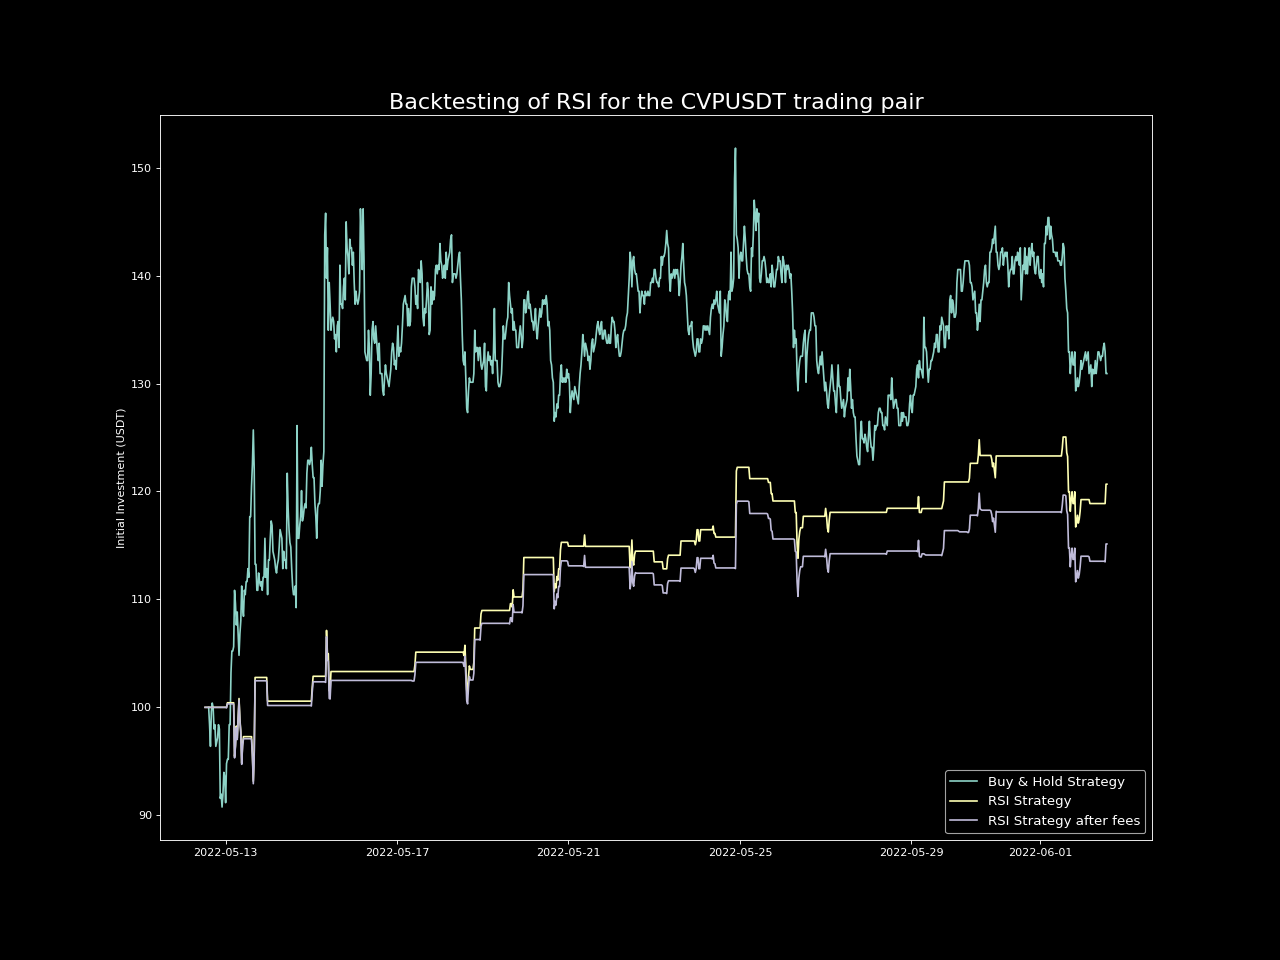 Backtesting of RSI for the CVPUSDT trading pair
150
140
130
120
110
100
90
Initial Investment (USDT)
2022-05-13
2022-05-17
2022-05-21
2022-05-25
2022-05-29
2022-06-01
Buy & Hold Strategy
RSI Strategy
RSI Strategy after fees